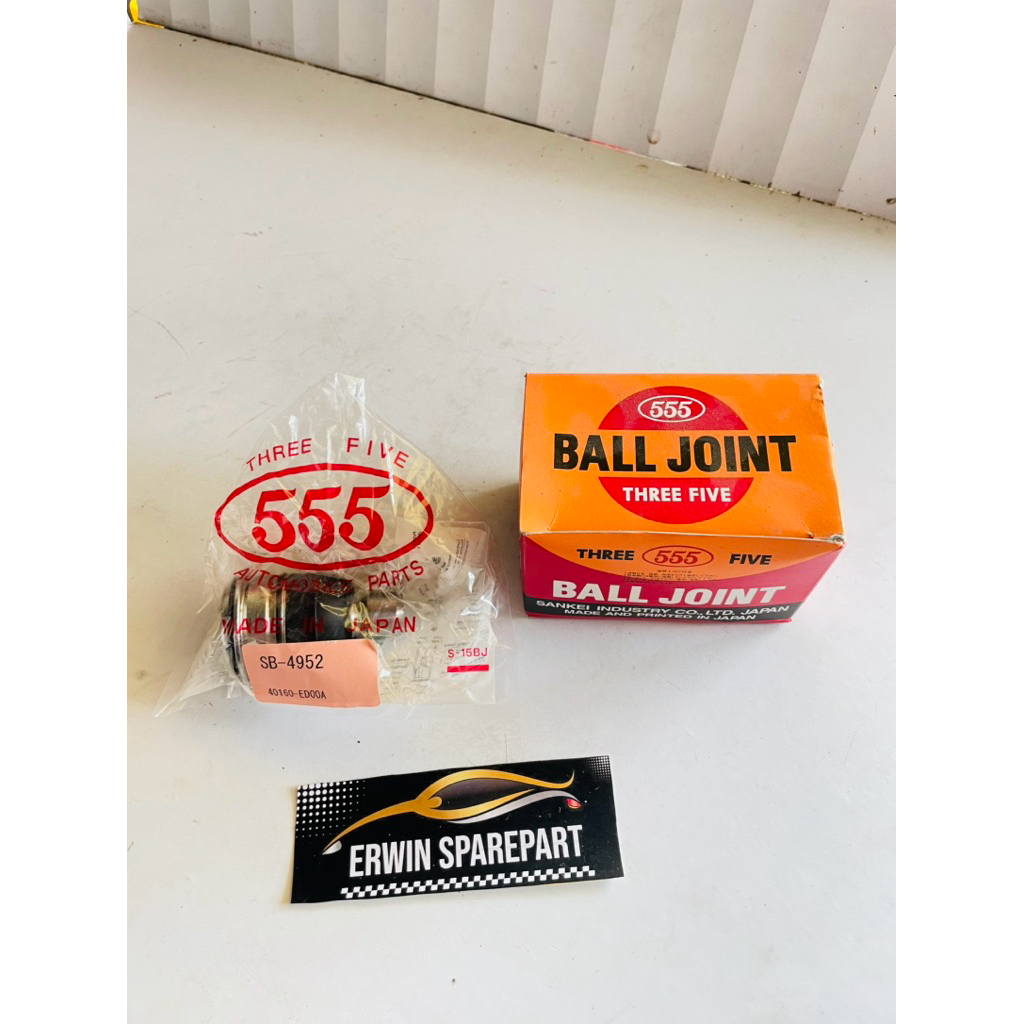 THREE FIVE
555
AUTOMOBILE PARTS
MADE IN JAPAN
SB-4952
40160-ED00A
S-15BJ
555
BALL JOINT
THREE FIVE
THREE 555 FIVE
BALL JOINT
SANKEI INDUSTRY CO., LTD. JAPAN
MADE AND PRINTED IN JAPAN
ERWIN SPAREPART